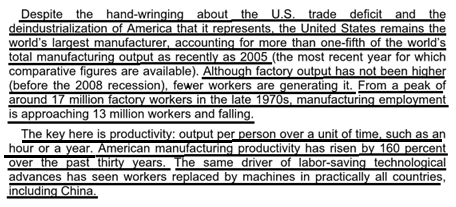 Despite the hand-wringing about the U.S. trade deficit and the
deindustrialization of America that it represents, the United States remains the
world's largest manufacturer, accounting for more than one-fifth of the world's
total manufacturing output as recently as 2005 (the most recent year for which
comparative figures are available). Although factory output has not been higher
(before the 2008 recession), fewer workers are generating it. From a peak of
around 17 million factory workers in the late 1970s, manufacturing employment
is approaching 13 million workers and falling.
The key here is productivity: output per person over a unit of time, such as an
hour or a year. American manufacturing productivity has risen by 160 percent
over the past thirty years. The same driver of labor-saving technological
advances has seen workers replaced by machines in practically all countries,
including China.